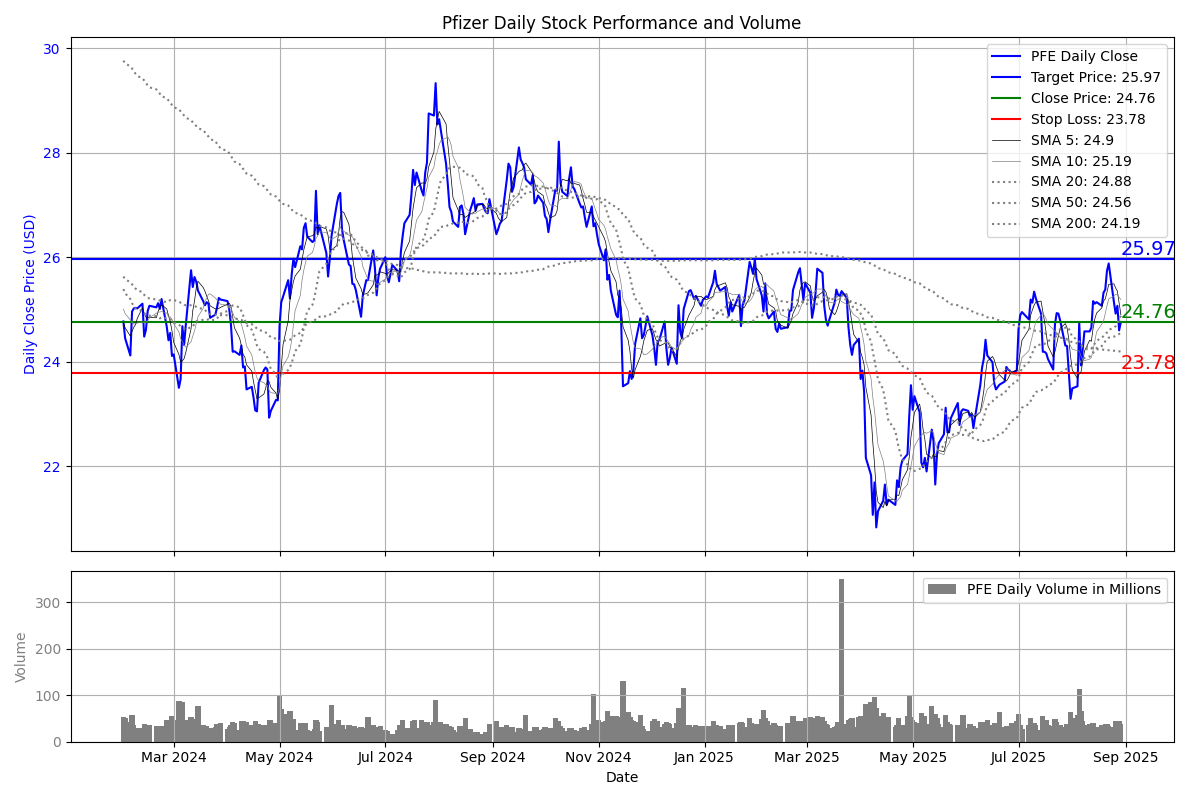 Pfizer Daily Stock Performance and Volume
30
28
26
24
22
Daily Close Price (USD)
PFE Daily Close
Target Price: 25.97
Close Price: 24.76
Stop Loss: 23.78
SMA 5: 24.9
SMA 10: 25.19
SMA 20: 24.88
SMA 50: 24.56
SMA 200: 24.19
25.97
24.76
23.78
300
200
100
0
Volume
PFE Daily Volume in Millions
Mar 2024 May 2024 Jul 2024 Sep 2024 Nov 2024 Jan 2025 Mar 2025 May 2025 Jul 2025 Sep 2025
Date